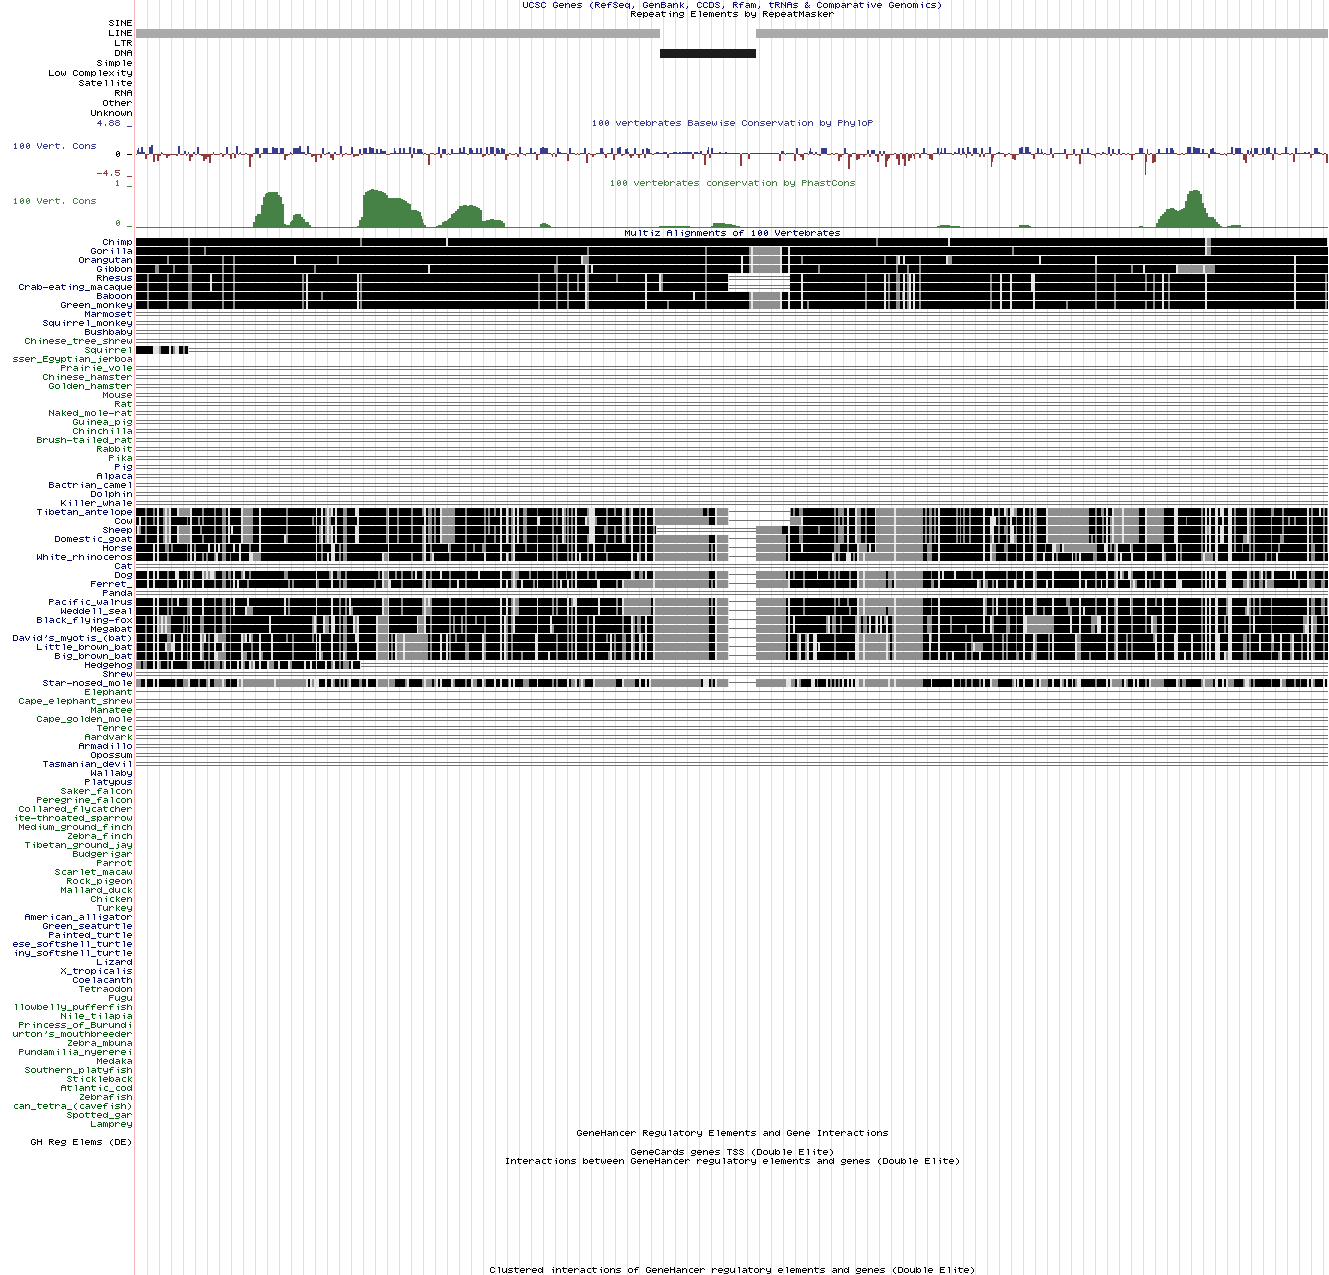 UCSC Genes (RefSeq, GenBank, CCDS, Rfam, tRNAs & Comparative Genomics)
Repeating Elements by RepeatMasker
SINE
LINE
LTR
DNA
Simple
Low Complexity
Satellite
RNA
Other
Unknown
4.88 _
100 vertebrates Basewise Conservation by PhyloP
100 Vert. Cons
0 _
-4.5 _
100 vertebrates conservation by PhastCons
1 _
100 Vert. Cons
0 _
Multiz Alignments of 100 Vertebrates
Chimp
Gorilla
Orangutan
Gibbon
Rhesus
Crab-eating_macaque
Baboon
Green_monkey
Marmoset
Squirrel_monkey
Bushbaby
Chinese_tree_shrew
Squirrel
sser_Egyptian_jerboa
Prairie_vole
Chinese_hamster
Golden_hamster
Mouse
Rat
Naked_mole-rat
Guinea_pig
Chinchilla
Brush-tailed_rat
Rabbit
Pika
Pig
Alpaca
Bactrian_camel
Dolphin
Killer_whale
Tibetan_antelope
Cow
Sheep
Domestic_goat
Horse
White_rhinoceros
Cat
Dog
Ferret_
Panda
Pacific_walrus
Weddell_seal
Black_flying-fox
Megabat
David's_myotis_(bat)
Little_brown_bat
Big_brown_bat
Hedgehog
Shrew
Star-nosed_mole
Elephant
Cape_elephant_shrew
Manatee
Cape_golden_mole
Tenrec
Aardvark
Armadillo
Opossum
Tasmanian_devil
Wallaby
Platypus
Saker_falcon
Peregrine_falcon
Collared_flycatcher
ite-throated_sparrow
Medium_ground_finch
Zebra_finch
Tibetan_ground_jay
Budgerigar
Parrot
Scarlet_macaw
Rock_pigeon
Mallard_duck
Chicken
Turkey
American_alligator
Green_seaturtle
Painted_turtle
ese_softshell_turtle
iny_softshell_turtle
Lizard
X_tropicalis
Coelacanth
Tetraodon
Fugu
llowbelly_pufferfish
Nile_tilapia
Princess_of_Burundi
urton's_mouthbreeder
Zebra_mbuna
Pundamilia_nyererei
Medaka
Southern_platyfish
Stickleback
Atlantic_cod
Zebrafish
can_tetra_(cavefish)
Spotted_gar
Lamprey
GeneHancer Regulatory Elements and Gene Interactions
GH Reg Elems (DE)
GeneCards genes TSS (Double Elite)
Interactions between GeneHancer regulatory elements and genes (Double Elite)
Clustered interactions of GeneHancer regulatory elements and genes (Double Elite)